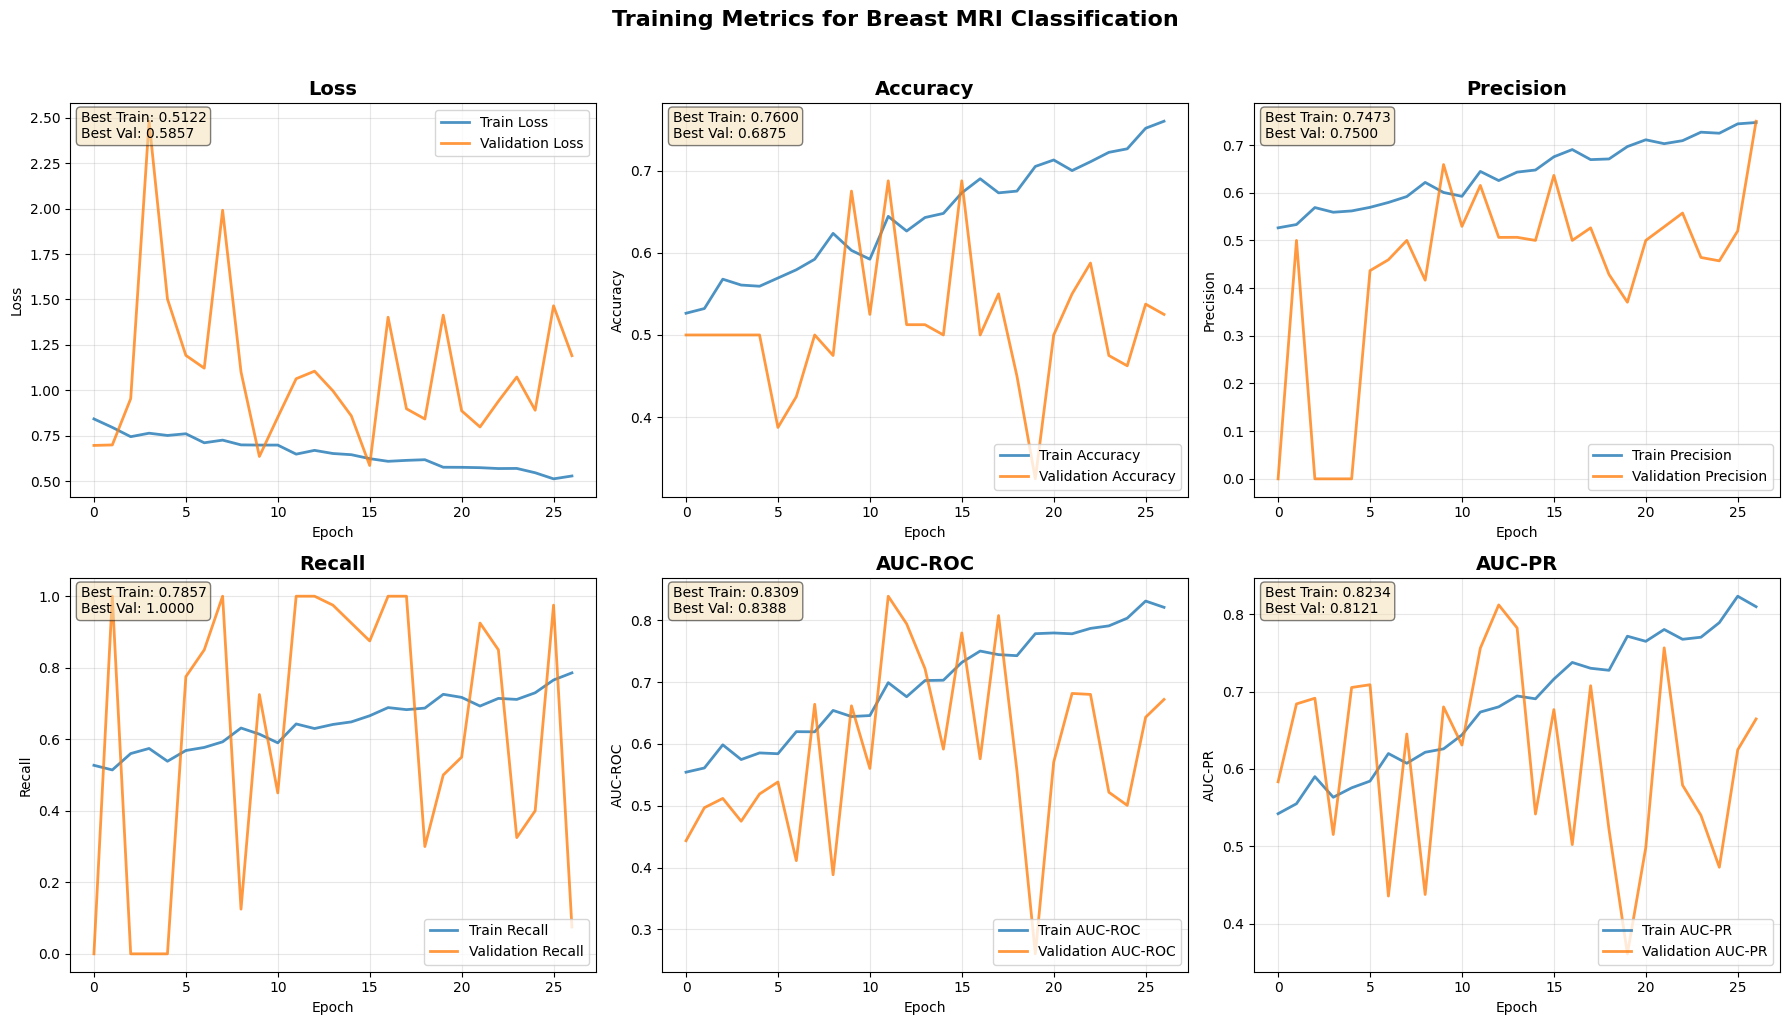 Training Metrics for Breast MRI Classification
Loss
Best Train: 0.5122
Best Val: 0.5857
Train Loss
Validation Loss
2.50
2.25
2.00
1.75
1.50
1.25
1.00
0.75
0.50
Loss
0
5
10
15
20
25
Epoch
Accuracy
Best Train: 0.7600
Best Val: 0.6875
0.7
0.6
0.5
0.4
Accuracy
Train Accuracy
Validation Accuracy
0
5
10
15
20
25
Epoch
Precision
Best Train: 0.7473
Best Val: 0.7500
0.7
0.6
0.5
0.4
0.3
0.2
0.1
0.0
Precision
Train Precision
Validation Precision
0
5
10
15
20
25
Epoch
Recall
Best Train: 0.7857
Best Val: 1.0000
1.0
0.8
0.6
0.4
0.2
0.0
Recall
Train Recall
Validation Recall
0
5
10
15
20
25
Epoch
AUC-ROC
Best Train: 0.8309
Best Val: 0.8388
0.8
0.7
0.6
0.5
0.4
0.3
AUC-ROC
Train AUC-ROC
Validation AUC-ROC
0
5
10
15
20
25
Epoch
AUC-PR
Best Train: 0.8234
Best Val: 0.8121
0.8
0.7
0.6
0.5
0.4
AUC-PR
Train AUC-PR
Validation AUC-PR
0
5
10
15
20
25
Epoch